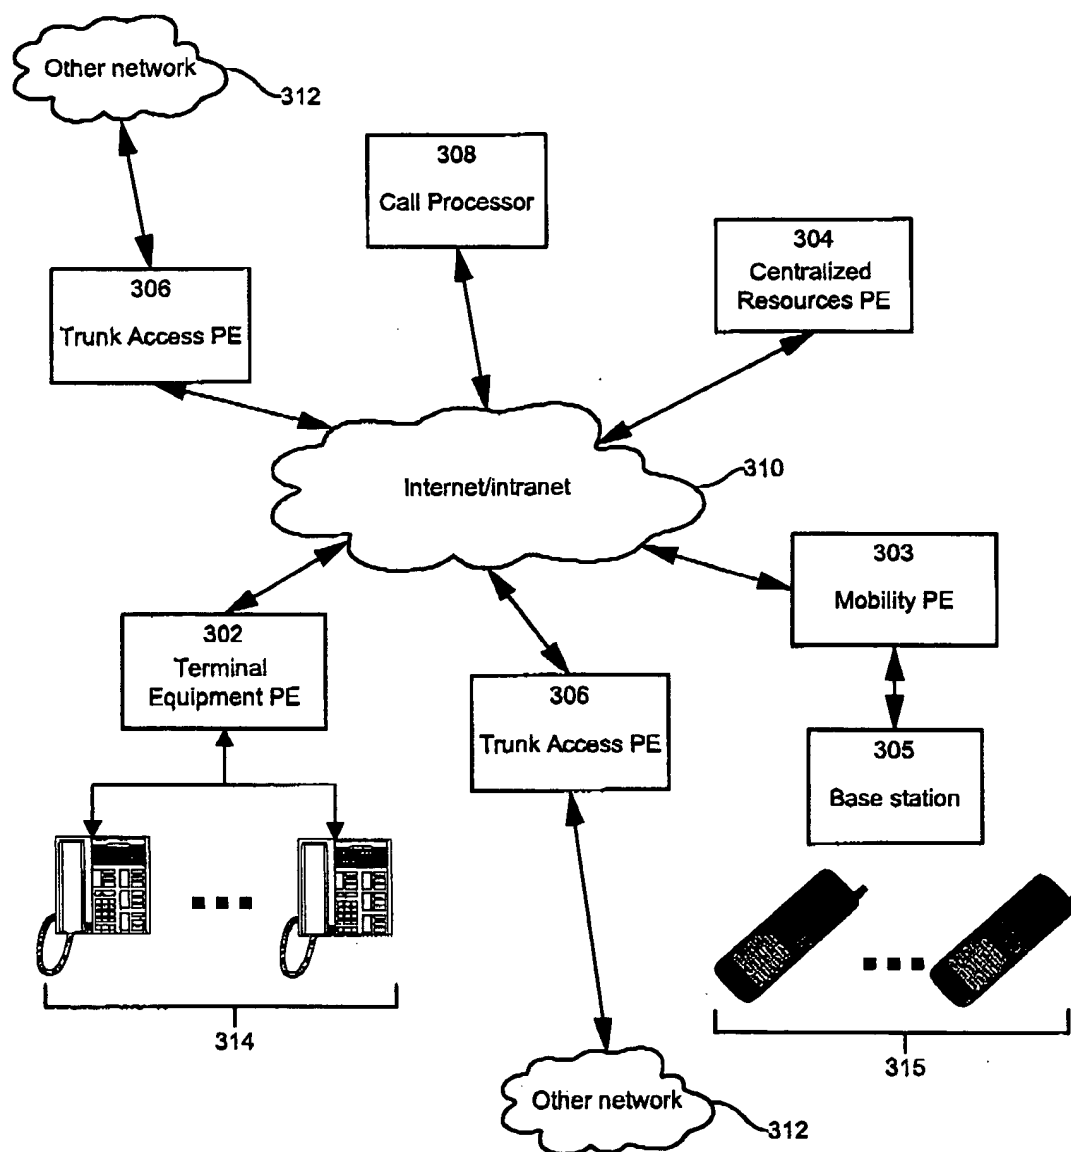 Other network
312
308
Call Processor
304
Centralized
Resources PE
306
Trunk Access PE
Internet/intranet
310
303
Mobility PE
302
Terminal
Equipment PE
306
Trunk Access PE
305
Base station
314
315
Other network
312